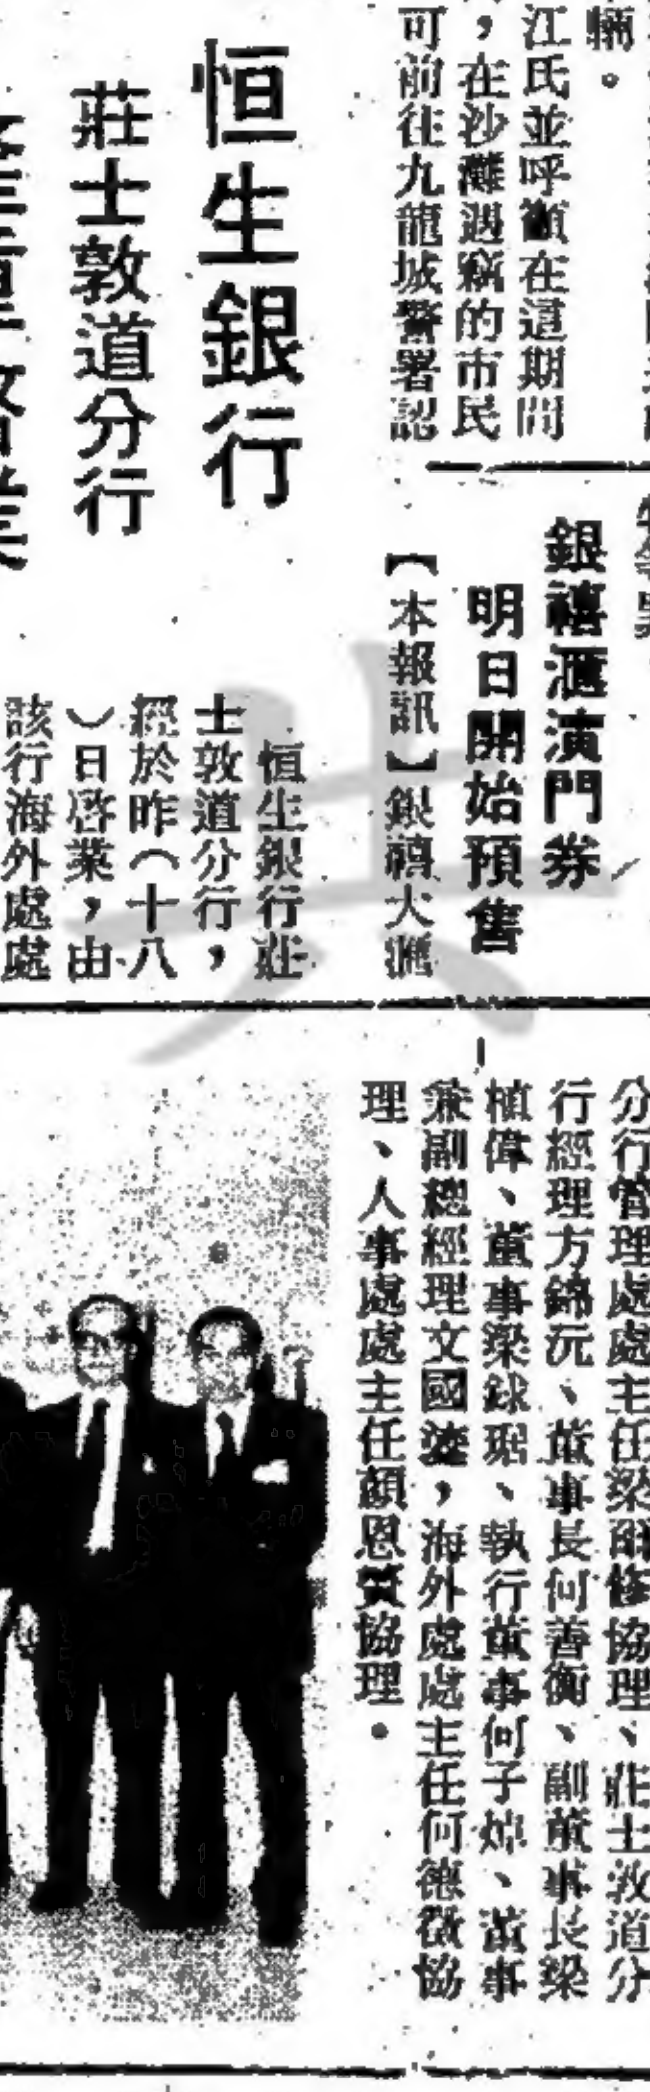 輛。
江氏並呼籲在這期間
，在沙灘遇竊的市民
可前往九龍城警署認
銀禧滙演門券
明日開始預售
【本報訊】銀禧大滙
恒生銀行
莊士敦道分行
恒生銀行莊
士敦道分行，
經於昨（十八
）日啓業，由
該行海外處處
分行管理處處主任梁 協理、莊士敦道分
行經理方錦沅、董事長何善衡、副董事長梁
植偉、董事梁銶琚、執行董事何子焯、董事
兼副總經理文國 ，海外處處主任何德徵協
理、人事處處主任顏恩 協理。